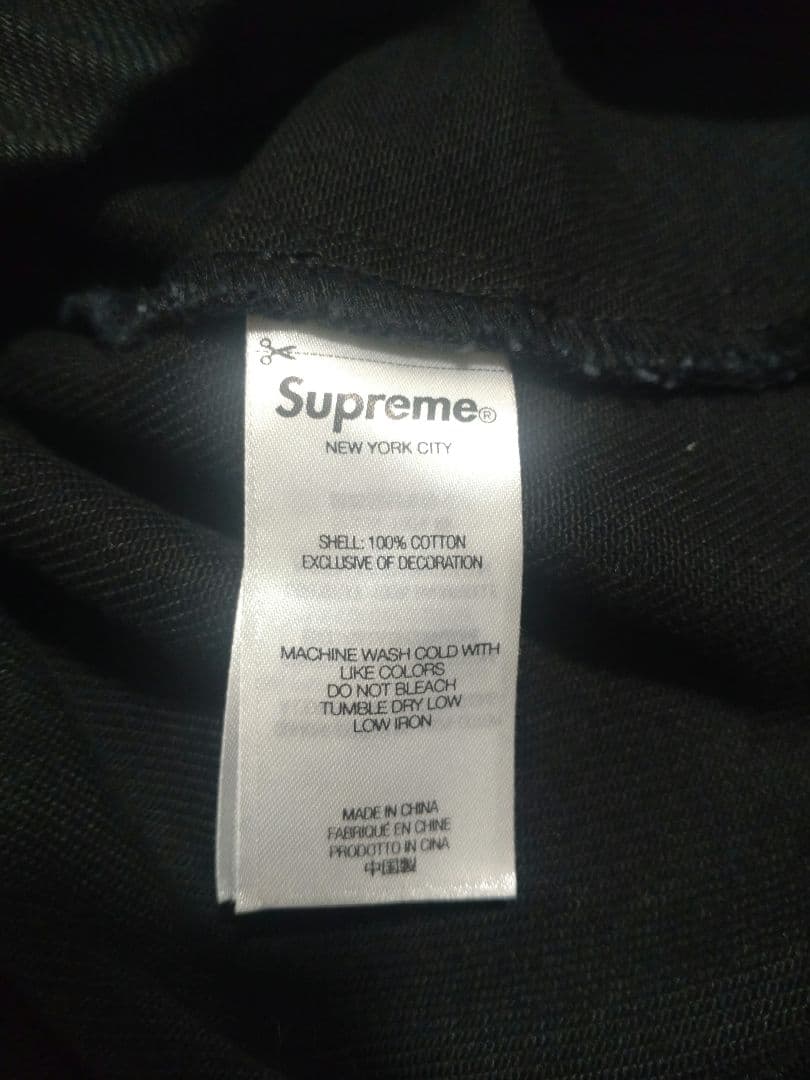 Supreme®
NEW YORK CITY
SHELL: 100% COTTON
EXCLUSIVE OF DECORATION
MACHINE WASH COLD WITH
LIKE COLORS
DO NOT BLEACH
TUMBLE DRY LOW
LOW IRON
MADE IN CHINA
FABRIQUÉ EN CHINE
PRODOTTO IN CINA
中国製